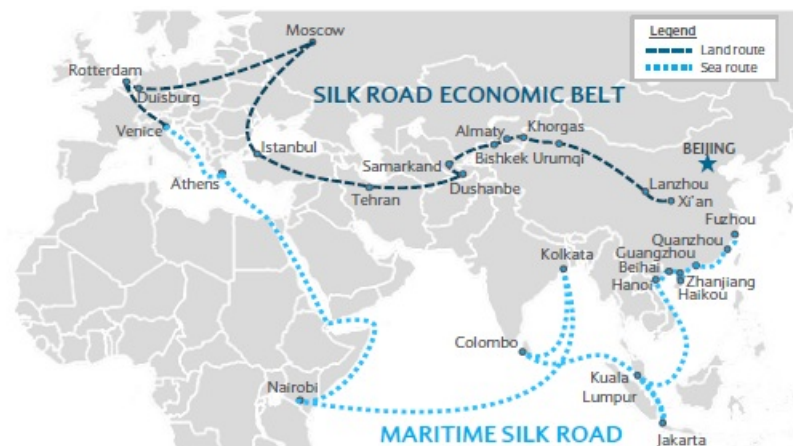 Legend
Land route
Sea route
Moscow
Rotterdam
Duisburg
SILK ROAD ECONOMIC BELT
Venice
Istanbul
Almaty
Khorgas
Samarkand
Bishkek Urumqi
BEIJING
Athens
Tehran
Dushanbe
Lanzhou
Xi'an
Fuzhou
Quanzhou
Guangzhou
Kolkata
Beihai
Hanoi
Zhanjiang
Haikou
Colombo
Kuala
Lumpur
Nairobi
MARITIME SILK ROAD
Jakarta